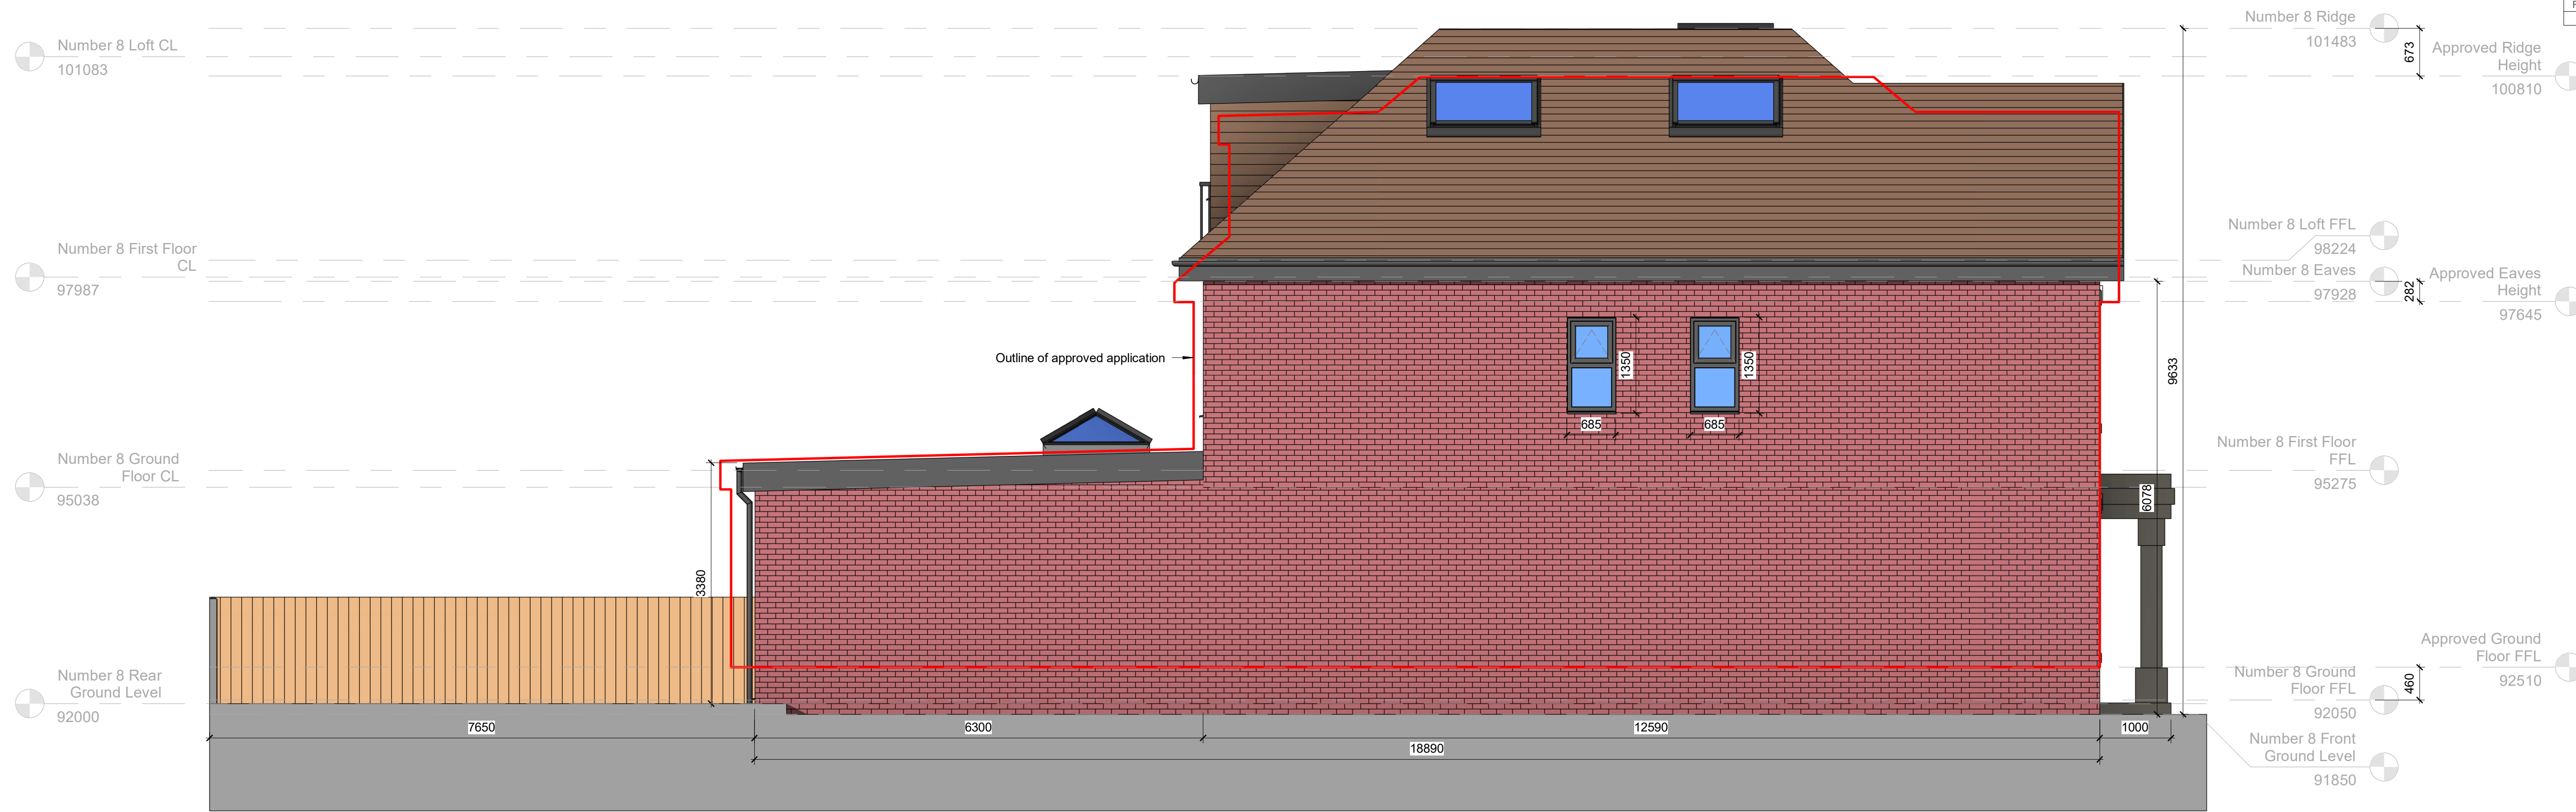 Number 8 Loft CL
101083
Number 8 First Floor
CL
97987
Number 8 Ground
Floor CL
95038
Number 8 Rear
Ground Level
92000
Outline of approved application
3380
7650
6300
12590
1000
18890
685
1350
685
1350
6078
9633
Number 8 Ridge
101483
673
Approved Ridge
Height
100810
Number 8 Loft FFL
98224
Number 8 Eaves
97928
282
Approved Eaves
Height
97645
Number 8 First Floor
FFL
95275
Approved Ground
Floor FFL
92510
460
Number 8 Ground
Floor FFL
92050
Number 8 Front
Ground Level
91850